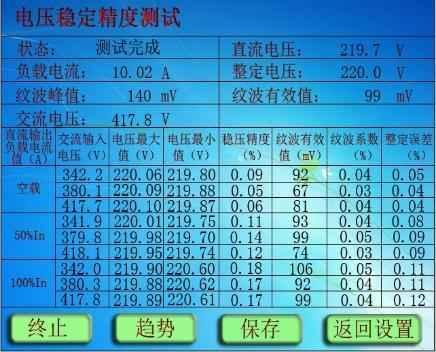 电压稳定精度测试
状态： 测试完成 直流电压： 219.7 V
负载电流： 10.02 A 整定电压： 220.0 V
纹波峰值： 140 mV 纹波有效值： 99 mV
交流电压： 417.8 V
直流输出负载电流值(A) 交流输入电压(V) 电压最大值(V) 电压最小值(V) 稳压精度(%) 纹波有效值(mV) 纹波系数(%) 整定误差(%)
空载 342.2 220.06 219.80 0.09 92 0.04 0.05
380.1 220.09 219.88 0.05 67 0.03 0.04
417.7 220.10 219.87 0.06 81 0.04 0.04
50%In 341.9 220.01 219.75 0.11 93 0.04 0.08
379.8 219.98 219.70 0.14 99 0.05 0.09
418.1 219.95 219.74 0.12 74 0.03 0.09
100%In 342.0 219.90 220.60 0.18 106 0.05 0.11
380.3 219.88 220.62 0.17 92 0.04 0.11
417.8 219.89 220.61 0.17 99 0.04 0.12
终止 趋势 保存 返回设置